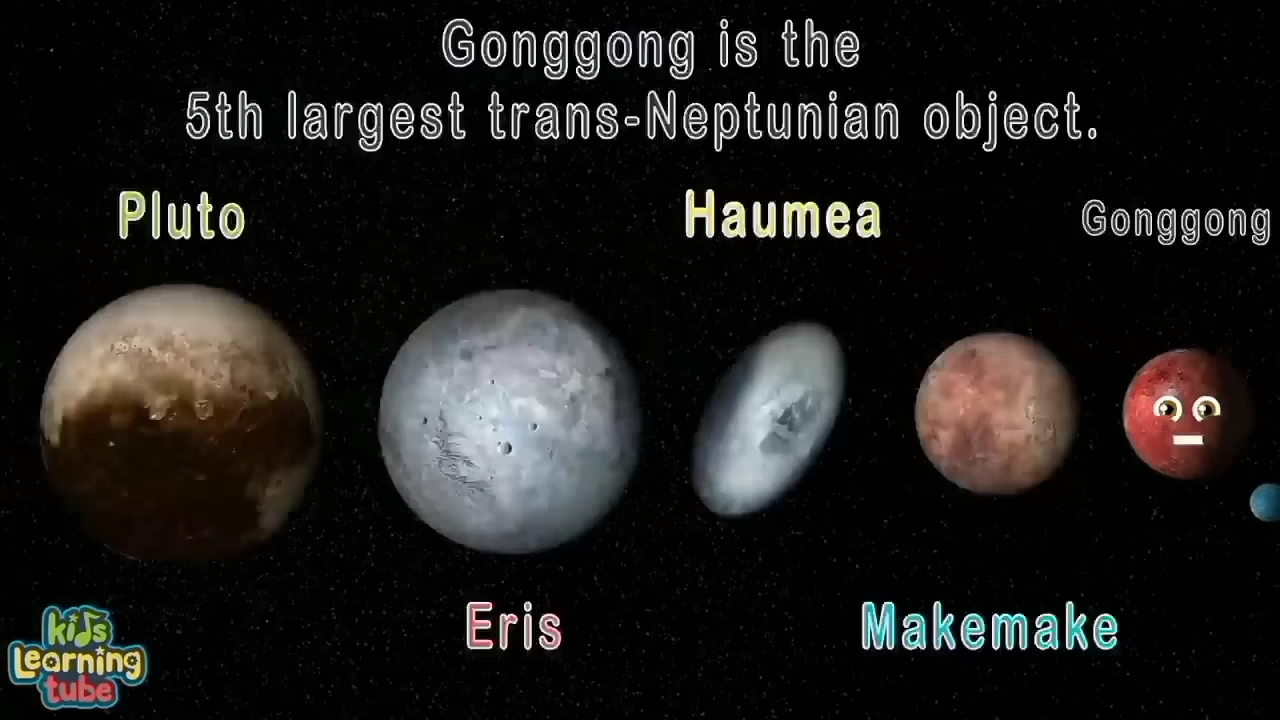 Gonggong is the
5th largest trans-Neptunian object.
Pluto
Haumea
Gonggong
Eris
Makemake
kids
Learning
tube